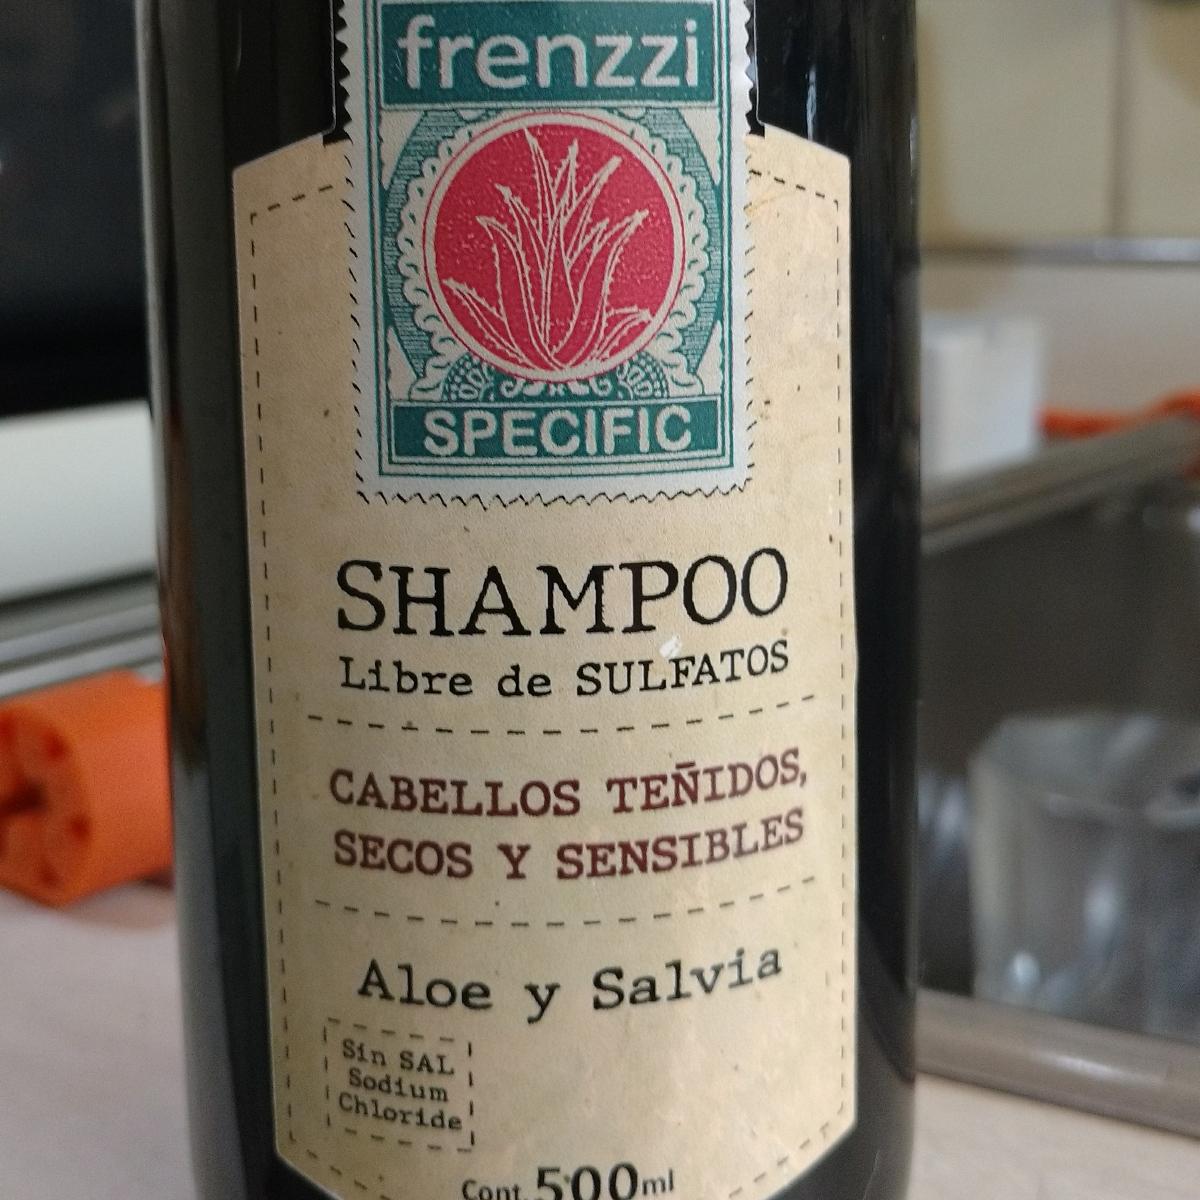 frenzzi
SPECIFIC
SHAMPOO
Libre de SULFATOS
CABELLOS TEÑIDOS,
SECOS Y SENSIBLES
Aloe y Salvia
Sin SAL
Sodium
Chloride
Cont. 500ml